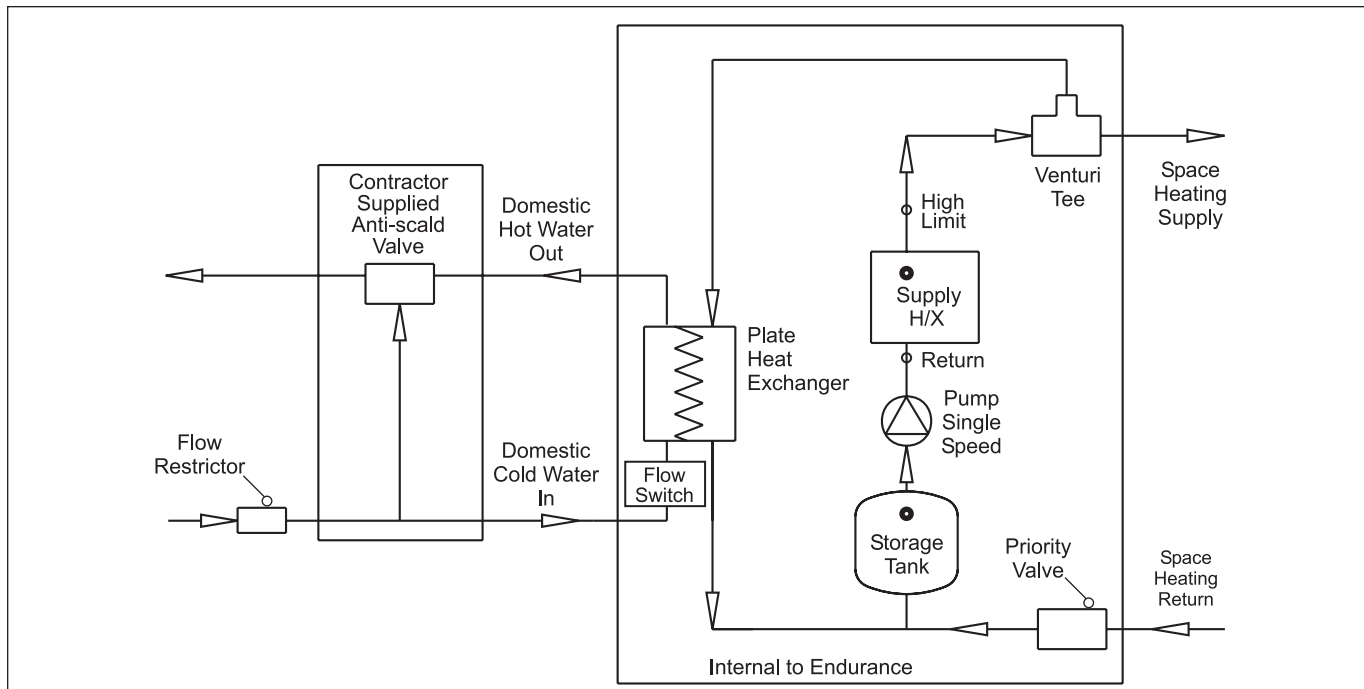 Contractor
Supplied
Anti-scald
Valve
Domestic
Hot Water
Out
High
Limit
Venturi
Tee
Space
Heating
Supply
Supply
H/X
Plate
Heat
Exchanger
Return
Pump
Single
Speed
Flow
Restrictor
Domestic
Cold Water
In
Flow
Switch
Storage
Tank
Priority
Valve
Space
Heating
Return
Internal to Endurance